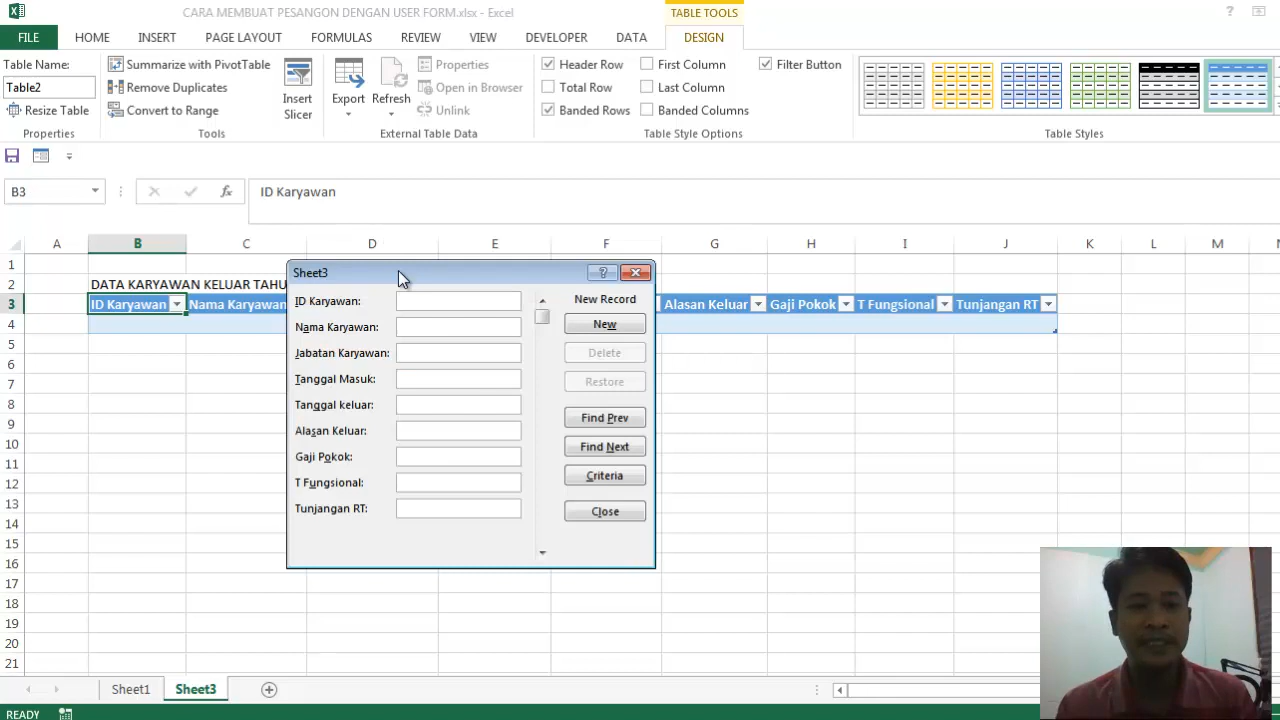 CARA MEMBUAT PESANGON DENGAN USER FORM.xlsx - Excel
TABLE TOOLS
?
FILE
HOME
INSERT
PAGE LAYOUT
FORMULAS
REVIEW
VIEW
DEVELOPER
DATA
DESIGN
Table Name:
Table2
Resize Table
Properties
Summarize with PivotTable
Remove Duplicates
Convert to Range
Tools
Insert
Slicer
Export
Refresh
Properties
Open in Browser
Unlink
External Table Data
Header Row
Total Row
Banded Rows
First Column
Last Column
Banded Columns
Filter Button
Table Style Options
Table Styles
B3
fx
ID Karyawan
A B C D E F G H I J K L M
1
2 DATA KARYAWAN KELUAR TAHU
3 ID Karyawan Nama Karyawan Alasan Keluar Gaji Pokok T Fungsional Tunjangan RT
4
5
6
7
8
9
10
11
12
13
14
15
16
17
18
19
20
21
Sheet3
?
ID Karyawan:
Nama Karyawan:
Jabatan Karyawan:
Tanggal Masuk:
Tanggal keluar:
Alasan Keluar:
Gaji Pokok:
T Fungsional:
Tunjangan RT:
New Record
New
Delete
Restore
Find Prev
Find Next
Criteria
Close
Sheet1
Sheet3
READY